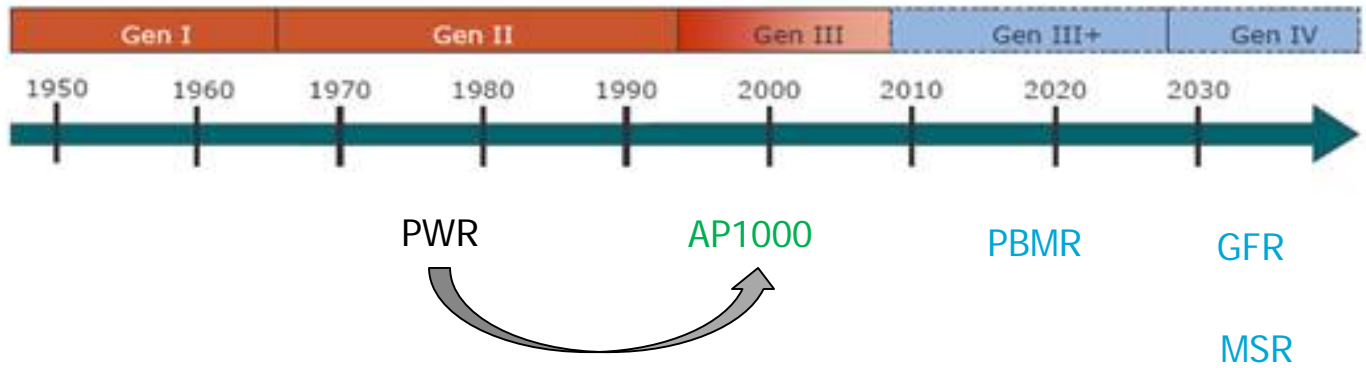 Gen I Gen II Gen III Gen III+ Gen IV
1950 1960 1970 1980 1990 2000 2010 2020 2030
PWR AP1000 PBMR GFR
MSR